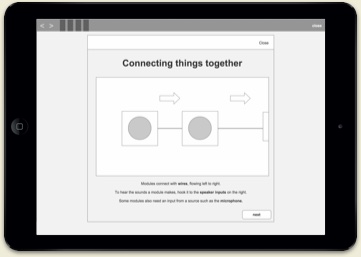 < >
close
Close
Connecting things together
Modules connect with wires, flowing left to right.
To hear the sounds a module makes, hook it to the speaker inputs on the right.
Some modules also need an input from a source such as the microphone.
next